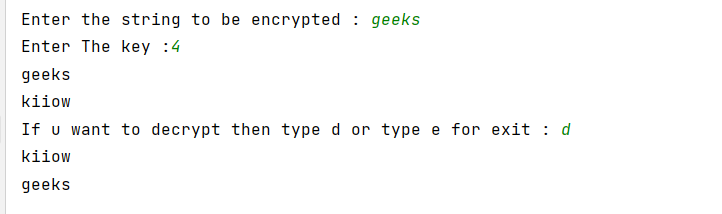 Enter the string to be encrypted : geeks
Enter The key :4
geeks
kiiow
If u want to decrypt then type d or type e for exit : d
kiiow
geeks